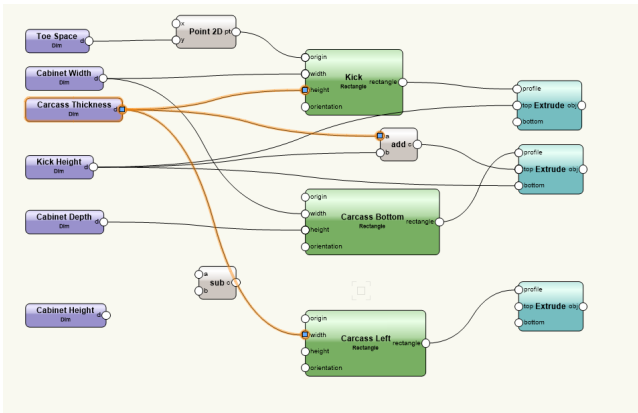 Toe Space
Dim
d
x
y
Point 2D pt
Cabinet Width
Dim
d
Carcass Thickness
Dim
d
origin
width
height
orientation
Kick
Rectangle
rectangle
profile
top Extrude obj
bottom
a
b
add c
Kick Height
Dim
d
profile
top Extrude obj
bottom
Cabinet Depth
Dim
d
origin
width
height
orientation
Carcass Bottom
Rectangle
rectangle
a
b
sub c
Cabinet Height
Dim
d
origin
width
height
orientation
Carcass Left
Rectangle
rectangle
profile
top Extrude obj
bottom